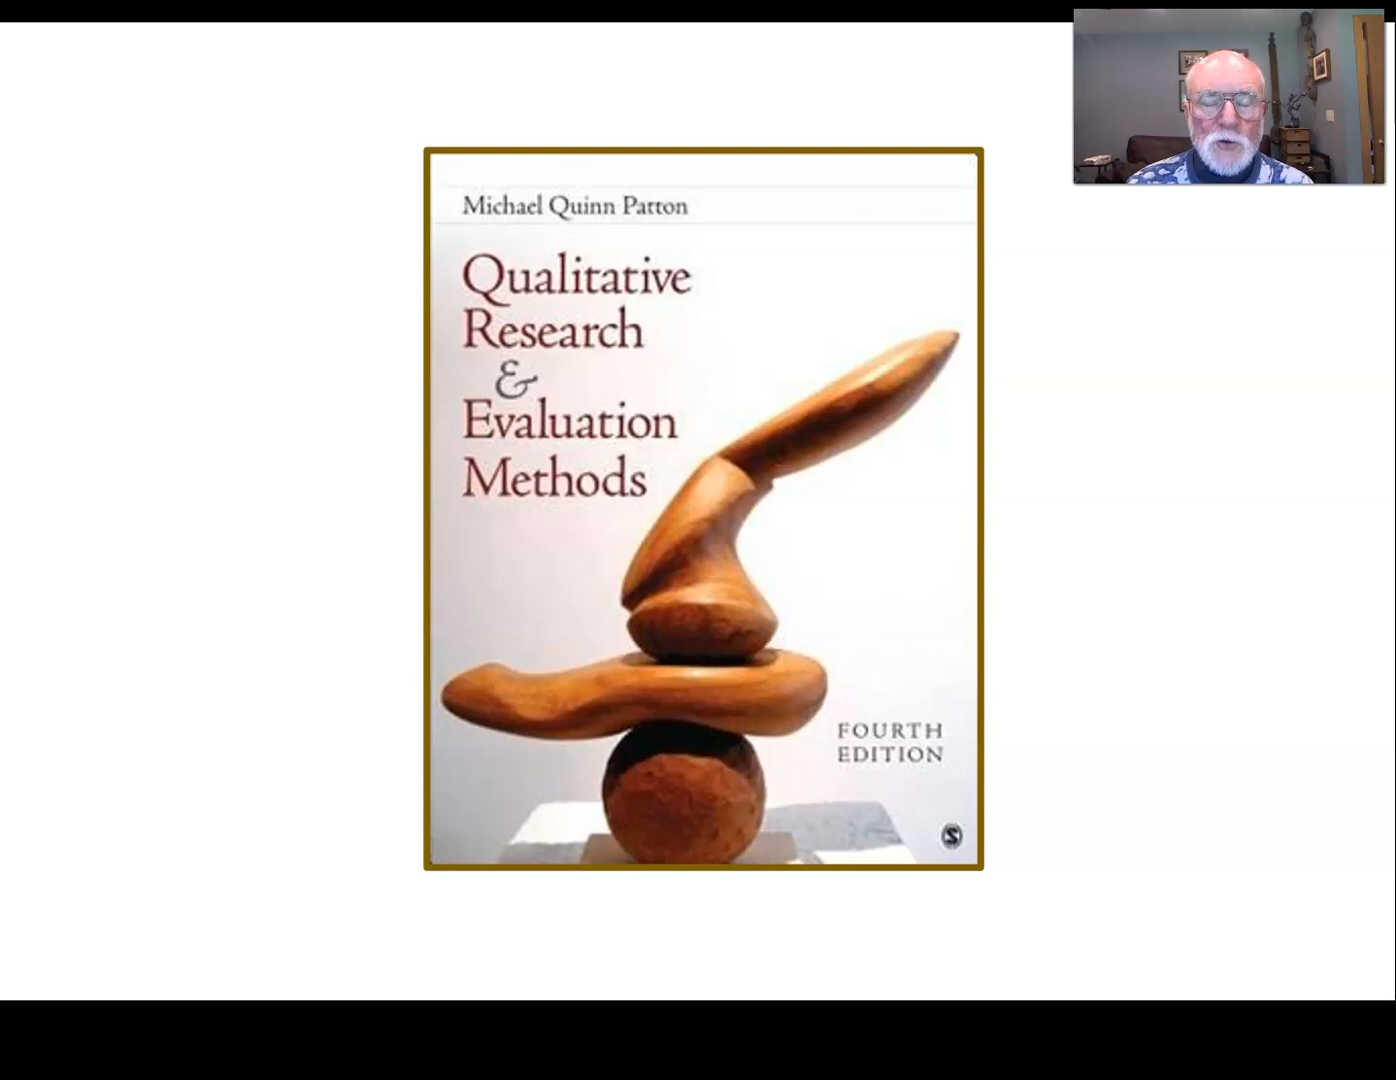 Michael Quinn Patton
Qualitative
Research
&
Evaluation
Methods
FOURTH
EDITION